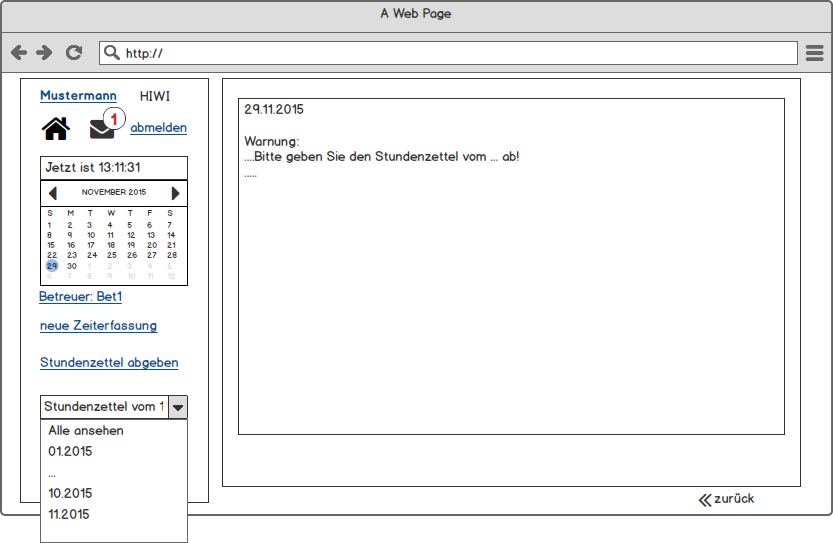 A Web Page
http://
Mustermann HIWI
1
abmelden
Jetzt ist 13:11:31
NOVEMBER 2015
S M T W T F S
1 2 3 4 5 6 7
8 9 10 11 12 13 14
15 16 17 18 19 20 21
22 23 24 25 26 27 28
29 30 1 2 3 4 5
6 7 8 9 10 11 12
Betreuer: Bet1
neue Zeiterfassung
Stundenzettel abgeben
Stundenzettel vom 1
Alle ansehen
01.2015
...
10.2015
11.2015
29.11.2015
Warnung:
....Bitte geben Sie den Stundenzettel vom ... ab!
.....
zurück